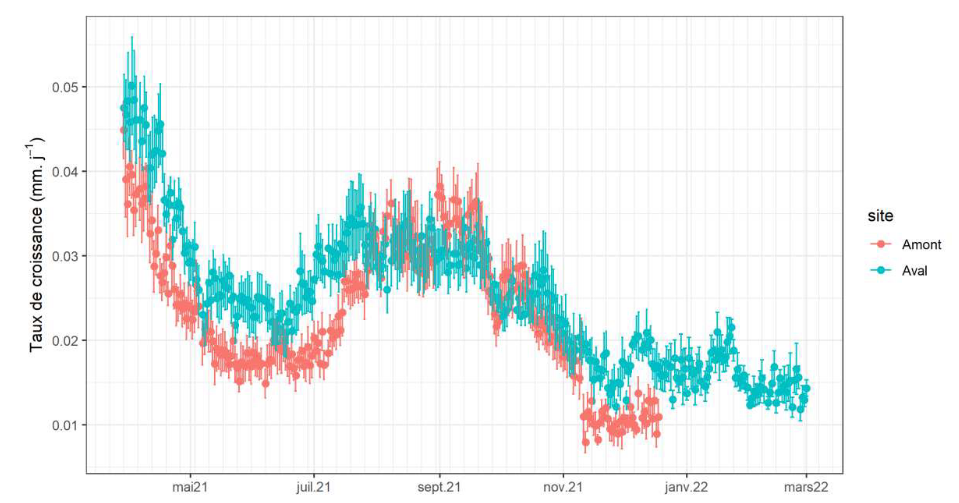 0.05
0.04
0.03
0.02
0.01
Taux de croissance (mm. j⁻¹)
mai21 juil.21 sept.21 nov.21 janv.22 mars22
site
Amont
Aval